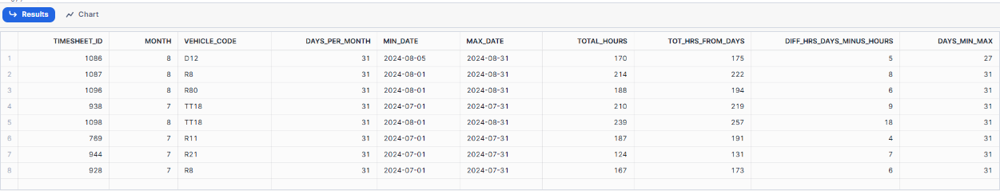 Results Chart
TIMESHEET_ID MONTH VEHICLE_CODE DAYS_PER_MONTH MIN_DATE MAX_DATE TOTAL_HOURS TOT_HRS_FROM_DAYS DIFF_HRS_DAYS_MINUS_HOURS DAYS_MIN_MAX
1 1086 8 D12 31 2024-08-05 2024-08-31 170 175 5 27
2 1087 8 R8 31 2024-08-01 2024-08-31 214 222 8 31
3 1096 8 R80 31 2024-08-01 2024-08-31 188 194 6 31
4 938 7 TT18 31 2024-07-01 2024-07-31 210 219 9 31
5 1098 8 TT18 31 2024-08-01 2024-08-31 239 257 18 31
6 769 7 R11 31 2024-07-01 2024-07-31 187 191 4 31
7 944 7 R21 31 2024-07-01 2024-07-31 124 131 7 31
8 928 7 R8 31 2024-07-01 2024-07-31 167 173 6 31